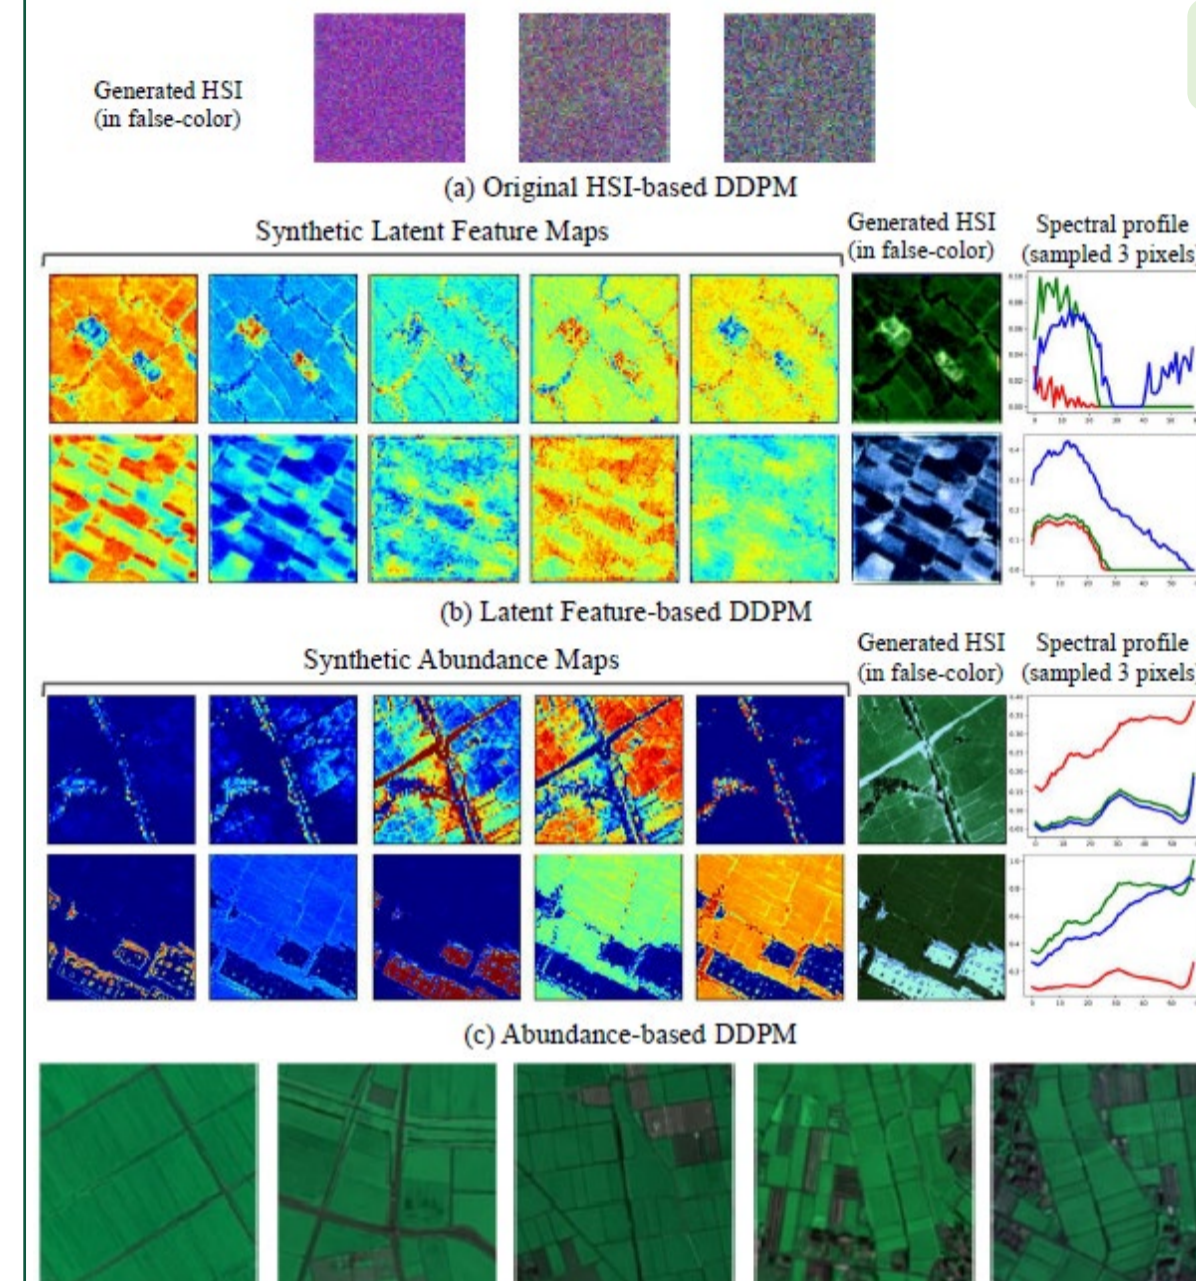 Generated HSI
(in false-color)
(a) Original HSI-based DDPM
Synthetic Latent Feature Maps
Generated HSI
(in false-color)
Spectral profile
(sampled 3 pixels)
(b) Latent Feature-based DDPM
Synthetic Abundance Maps
Generated HSI
(in false-color)
Spectral profile
(sampled 3 pixels)
(c) Abundance-based DDPM